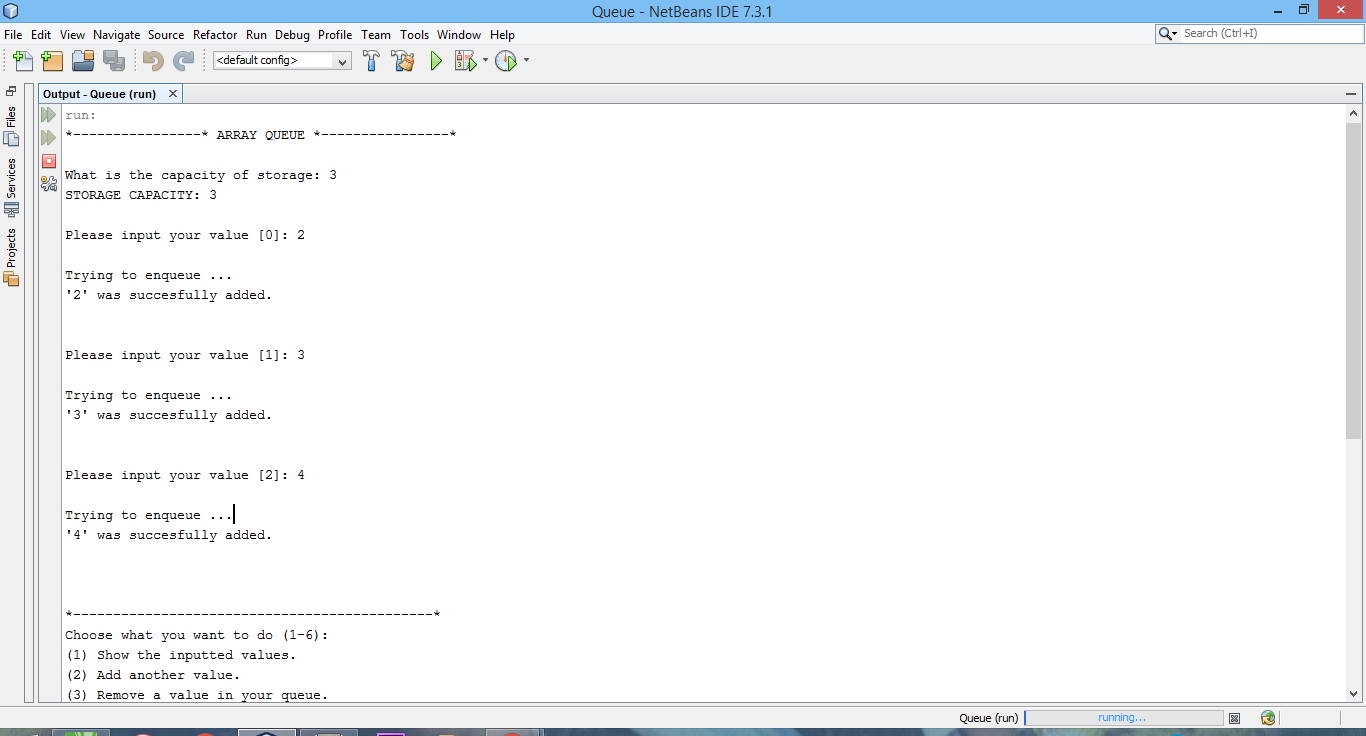 Queue - NetBeans IDE 7.3.1
File Edit View Navigate Source Refactor Run Debug Profile Team Tools Window Help
Search (Ctrl+I)
<default config>
Output - Queue (run)
Files
Services
Projects
run:
*----------------* ARRAY QUEUE *----------------*
What is the capacity of storage: 3
STORAGE CAPACITY: 3
Please input your value [0]: 2
Trying to enqueue ...
'2' was succesfully added.
Please input your value [1]: 3
Trying to enqueue ...
'3' was succesfully added.
Please input your value [2]: 4
Trying to enqueue ...
'4' was succesfully added.
*---------------------------------------------*
Choose what you want to do (1-6):
(1) Show the inputted values.
(2) Add another value.
(3) Remove a value in your queue.
Queue (run)
running...